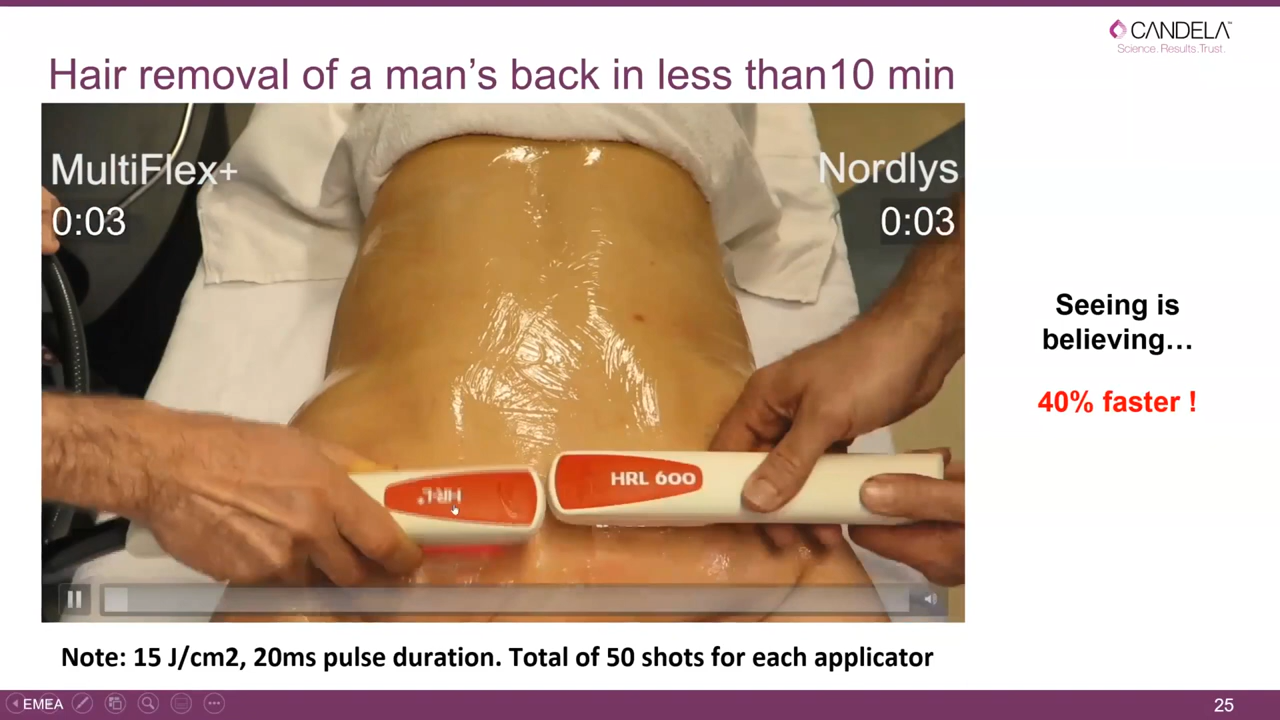 CANDELA™
Science. Results. Trust.
Hair removal of a man's back in less than10 min
MultiFlex+
Nordlys
0:03
0:03
Seeing is
believing…
40% faster !
HRL+
HRL 600
Note: 15 J/cm2, 20ms pulse duration. Total of 50 shots for each applicator
EMEA
25